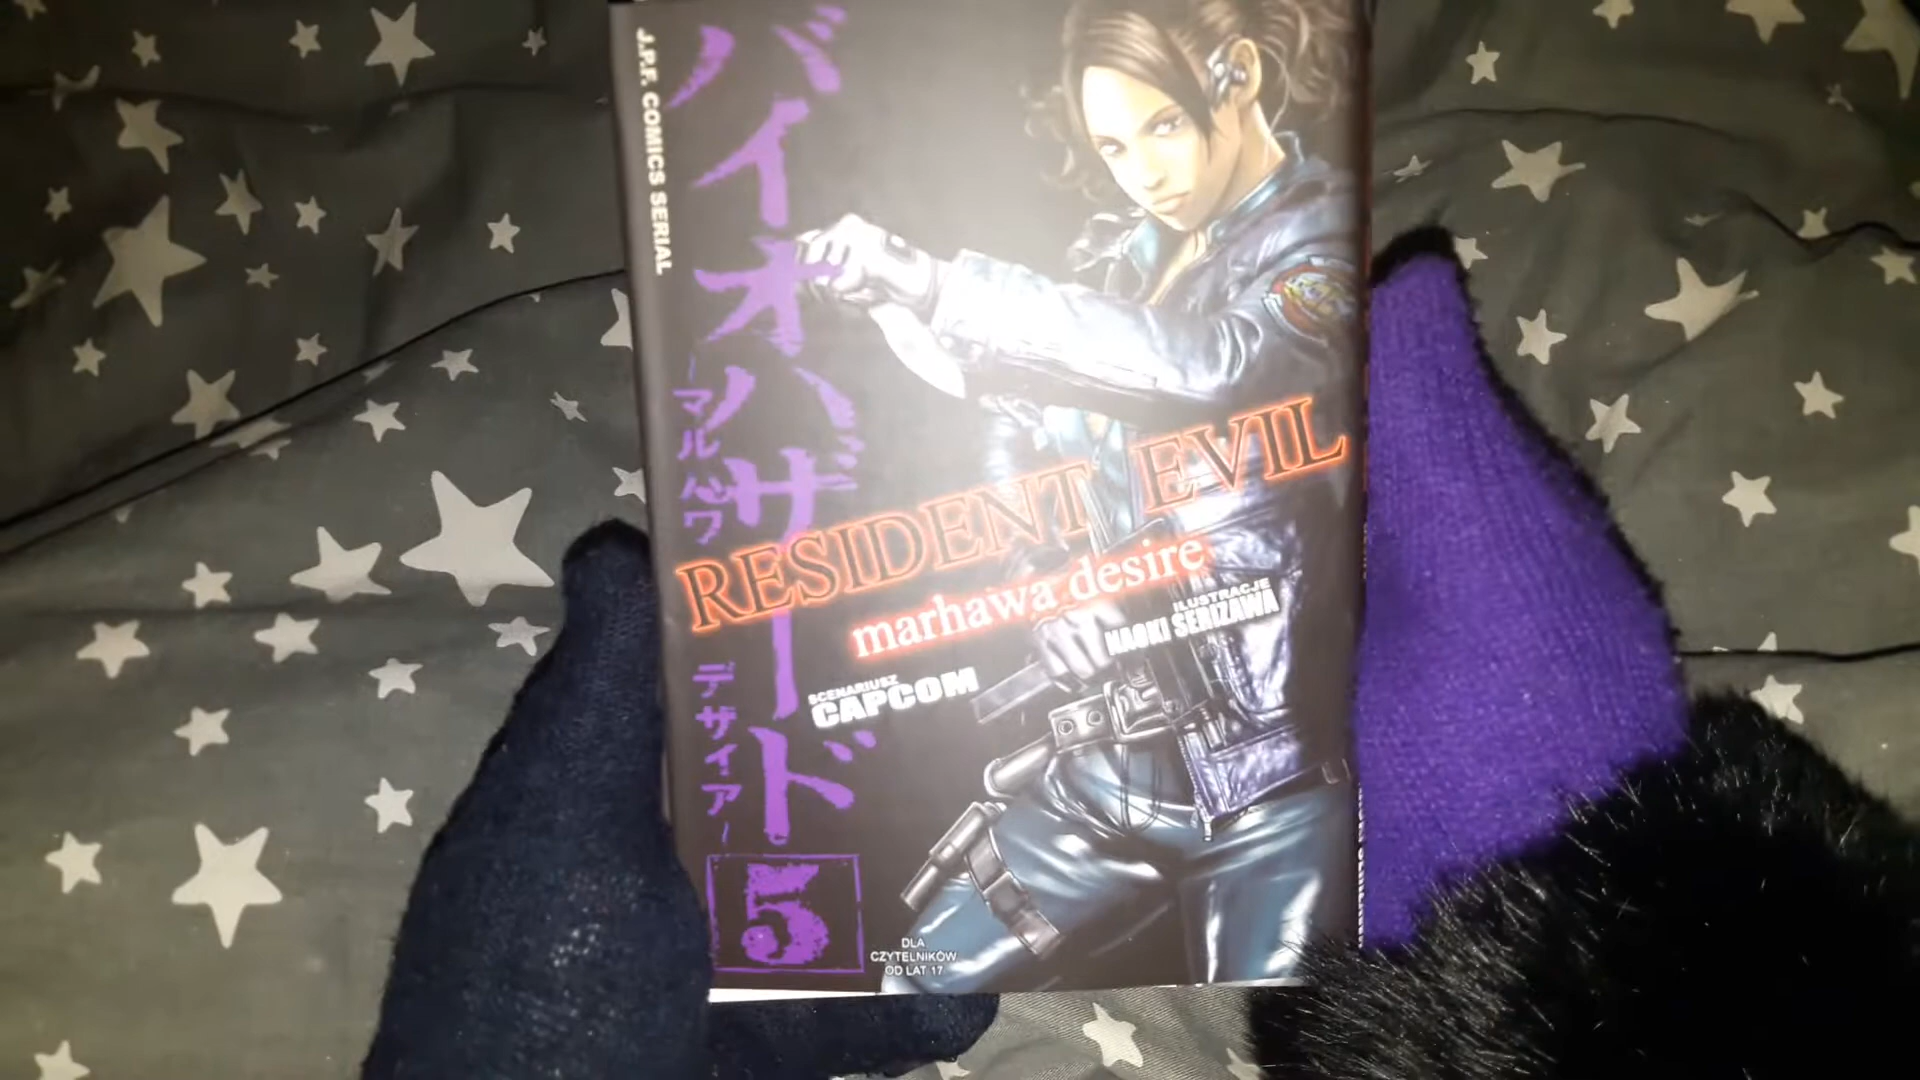 J.P.F. COMICS SERIAL
バイオハザード
-マルハワ デザイアー
RESIDENT EVIL
marhawa desire
ILUSTRACJE
NAOKI SERIZAWA
SCENARIUSZ
CAPCOM
5
DLA
CZYTELNIKÓW
OD LAT 17